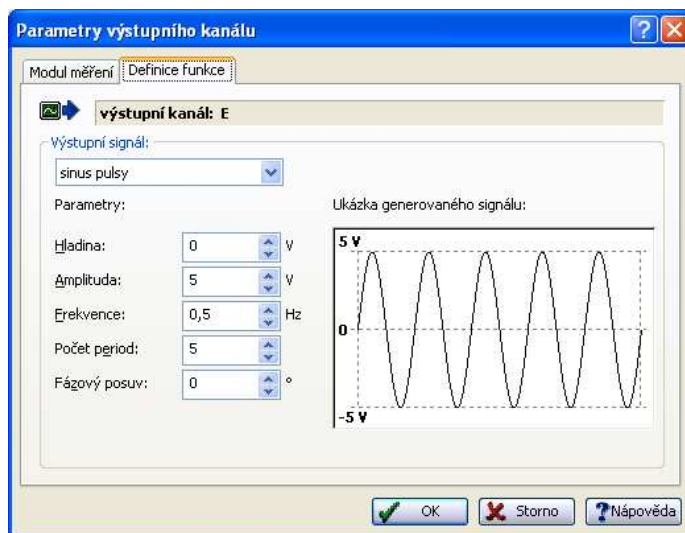 Parametry výstupního kanálu
Modul měření
Definice funkce
výstupní kanál: E
Výstupní signál:
sinus pulsy
Parametry:
Hladina: 0 V
Amplituda: 5 V
Frekvence: 0,5 Hz
Počet period: 5
Fázový posuv: 0 °
Ukázka generovaného signálu:
5 V
0
-5 V
OK
Storno
Nápověda